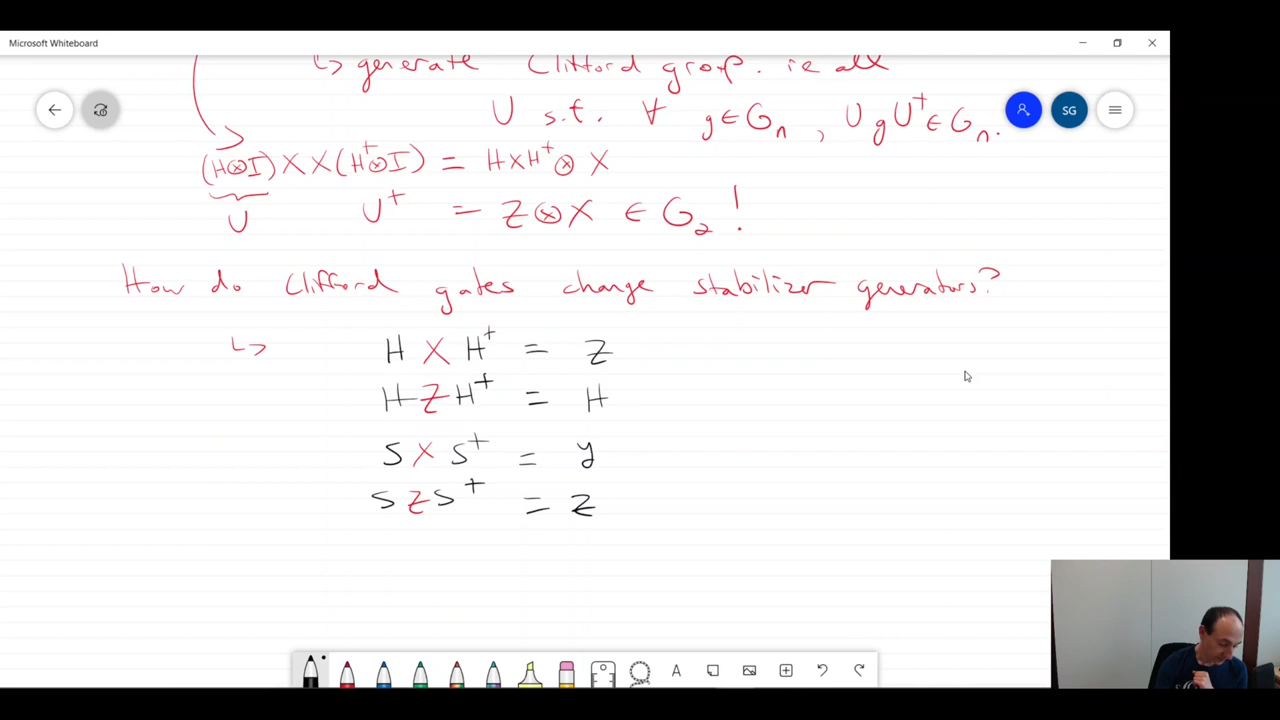 Microsoft Whiteboard
↳ generate Clifford group. ie all
U s.t. ∀ g∈Gₙ, UgU†∈Gₙ.
SG
(H⊗I)XX(H†⊗I) = HXH†⊗X
U U† = Z⊗X ∈ G₂!
How do Clifford gates change stabilizer generators?
↳ HXH† = Z
HZH† = H
SXS† = y
SZS† = Z
A